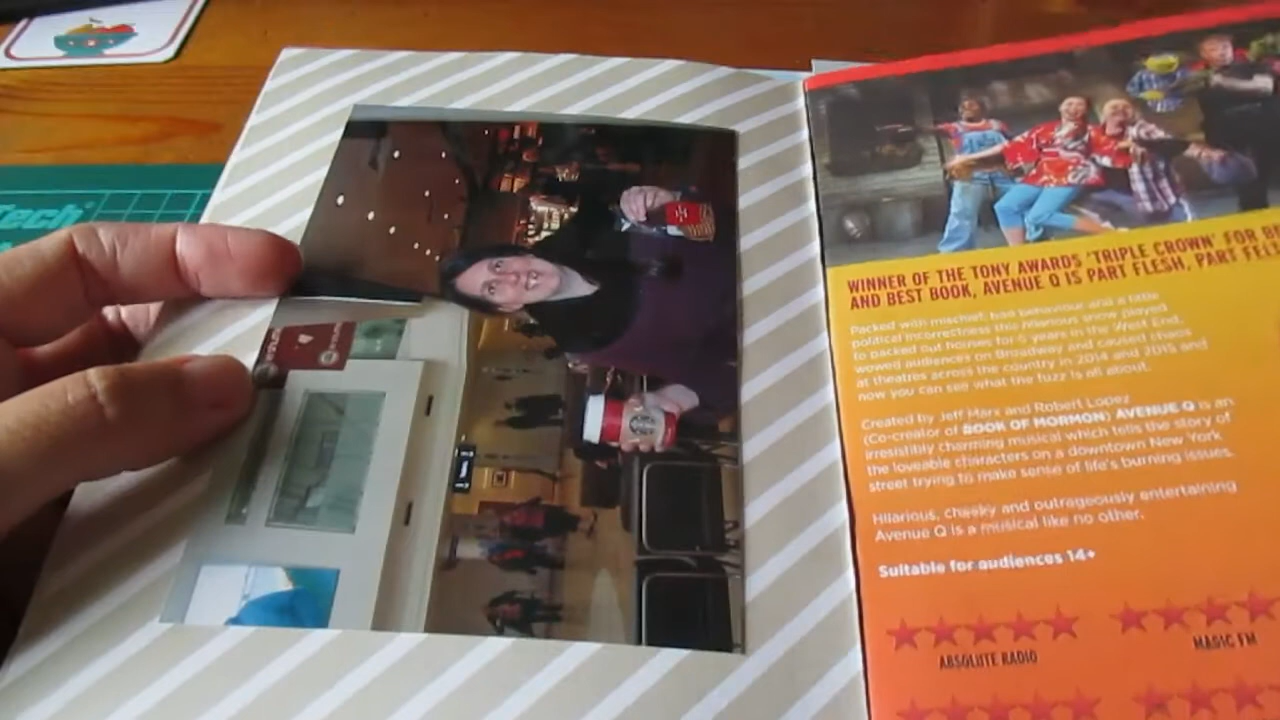 Tech
WINNER OF THE TONY AWARDS 'TRIPLE CROWN' FOR
AND BEST BOOK, AVENUE Q IS PART FLESH, PART
Packed with mischief, bad behaviour and a little
political incorrectness this hilarious show played
to packed out houses for 5 years in the West End,
wowed audiences on Broadway and caused chaos
at theatres across the country in 2014 and 2015 and
now you can see what the fuzz is all about.
Created by Jeff Marx and Robert Lopez
(Co-creator of BOOK OF MORMON) AVENUE Q is an
irresistibly charming musical which tells the story of
the loveable characters on a downtown New York
street trying to make sense of life's burning issues.
Hilarious, cheeky and outrageously entertaining
Avenue Q is a musical like no other.
Suitable for audiences 14+
ABSOLUTE RADIO
MAGIC FM